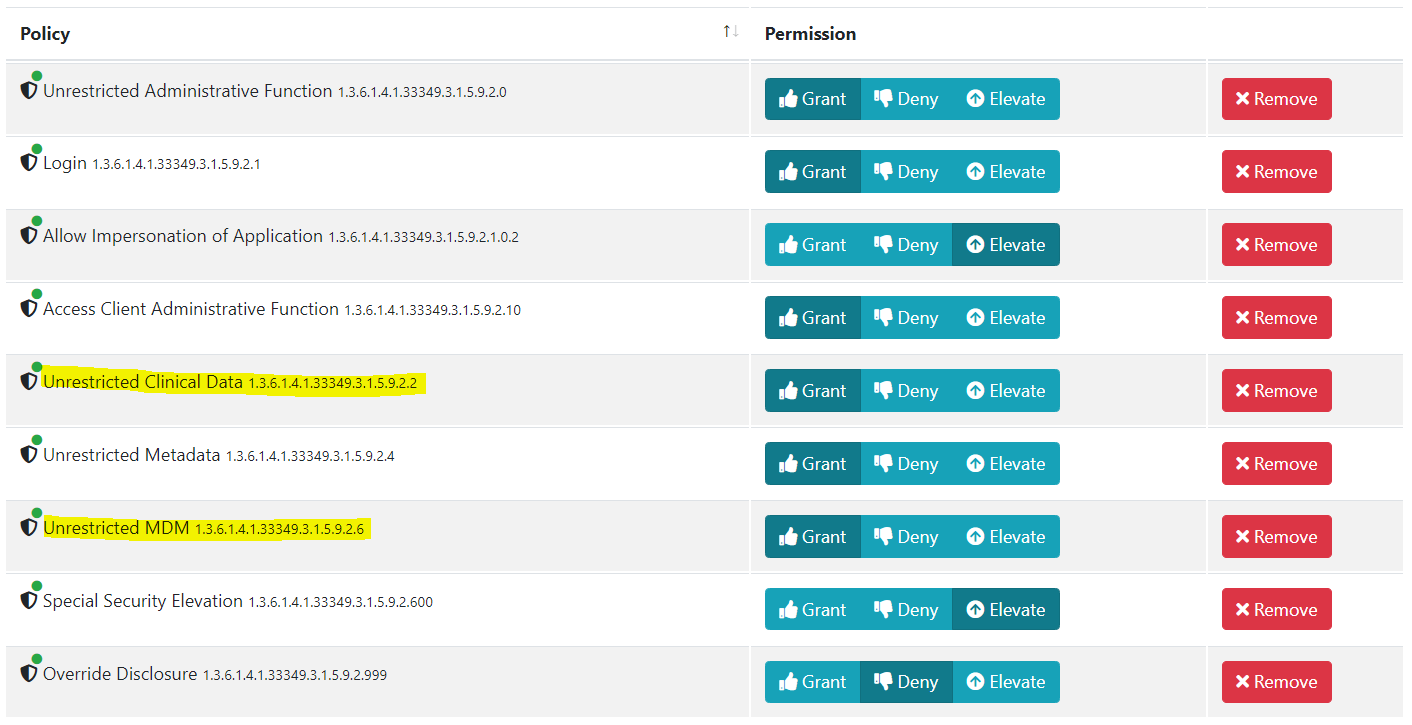 Policy ↑↓ Permission
Unrestricted Administrative Function 1.3.6.1.4.1.33349.3.1.5.9.2.0 Grant Deny Elevate Remove
Login 1.3.6.1.4.1.33349.3.1.5.9.2.1 Grant Deny Elevate Remove
Allow Impersonation of Application 1.3.6.1.4.1.33349.3.1.5.9.2.1.0.2 Grant Deny Elevate Remove
Access Client Administrative Function 1.3.6.1.4.1.33349.3.1.5.9.2.10 Grant Deny Elevate Remove
Unrestricted Clinical Data 1.3.6.1.4.1.33349.3.1.5.9.2.2 Grant Deny Elevate Remove
Unrestricted Metadata 1.3.6.1.4.1.33349.3.1.5.9.2.4 Grant Deny Elevate Remove
Unrestricted MDM 1.3.6.1.4.1.33349.3.1.5.9.2.6 Grant Deny Elevate Remove
Special Security Elevation 1.3.6.1.4.1.33349.3.1.5.9.2.600 Grant Deny Elevate Remove
Override Disclosure 1.3.6.1.4.1.33349.3.1.5.9.2.999 Grant Deny Elevate Remove